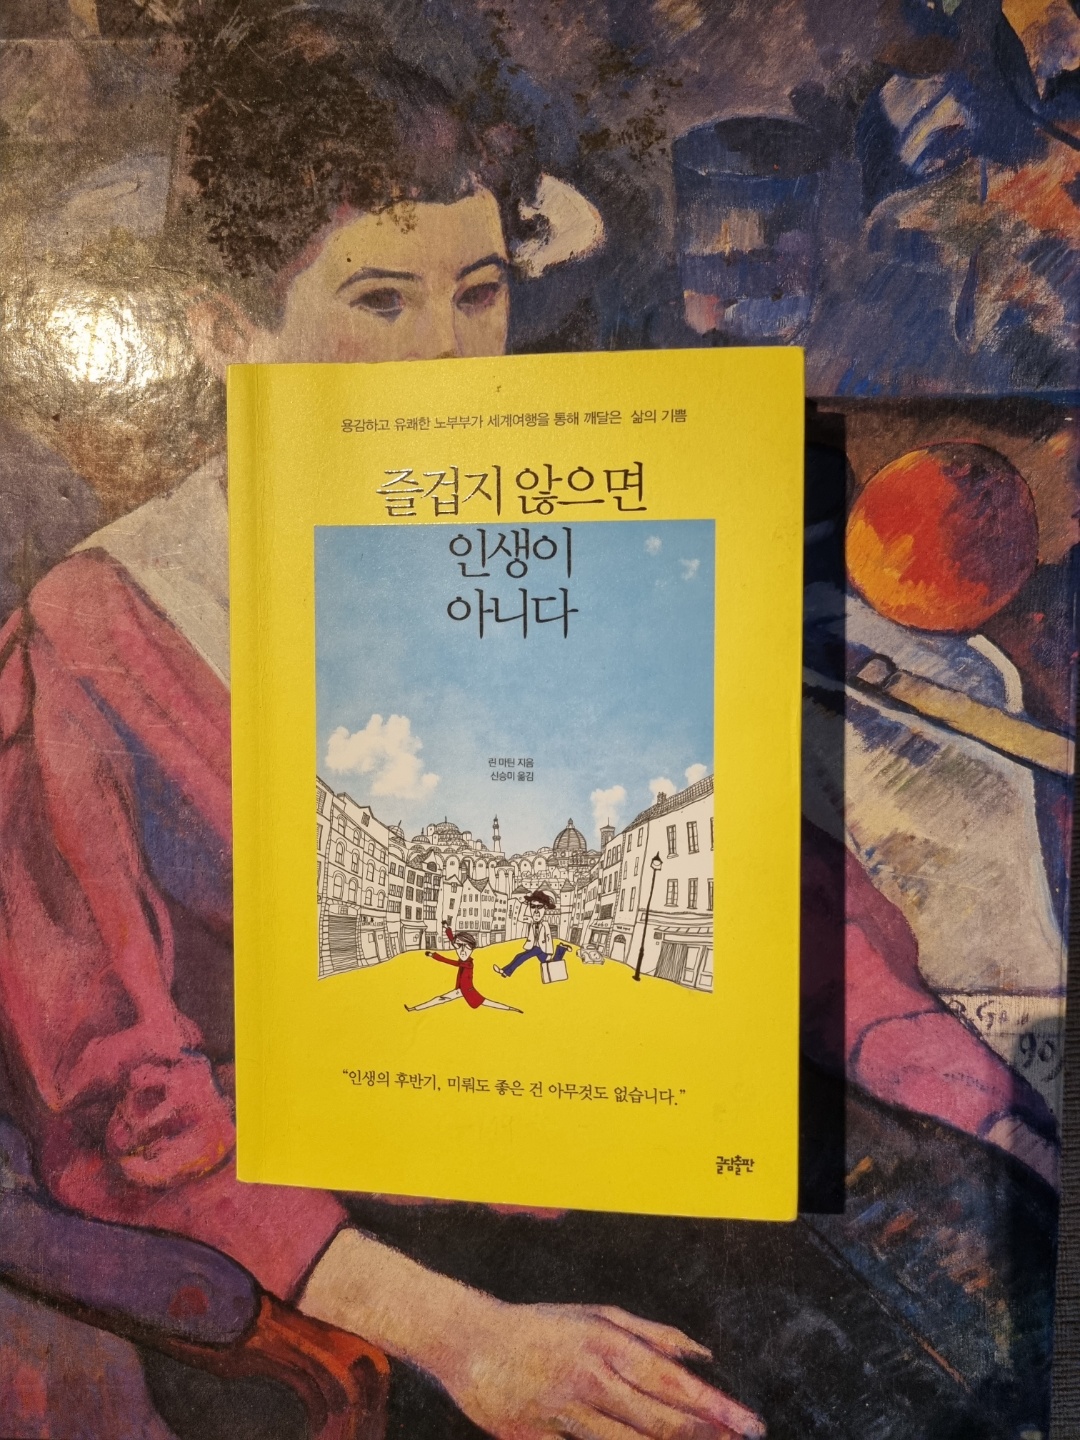 용감하고 유쾌한 노부부가 세계여행을 통해 깨달은 삶의 기쁨
즐겁지 않으면
인생이
아니다
린 마틴 지음
신승미 옮김
"인생의 후반기, 미뤄도 좋은 건 아무것도 없습니다."
글담출판